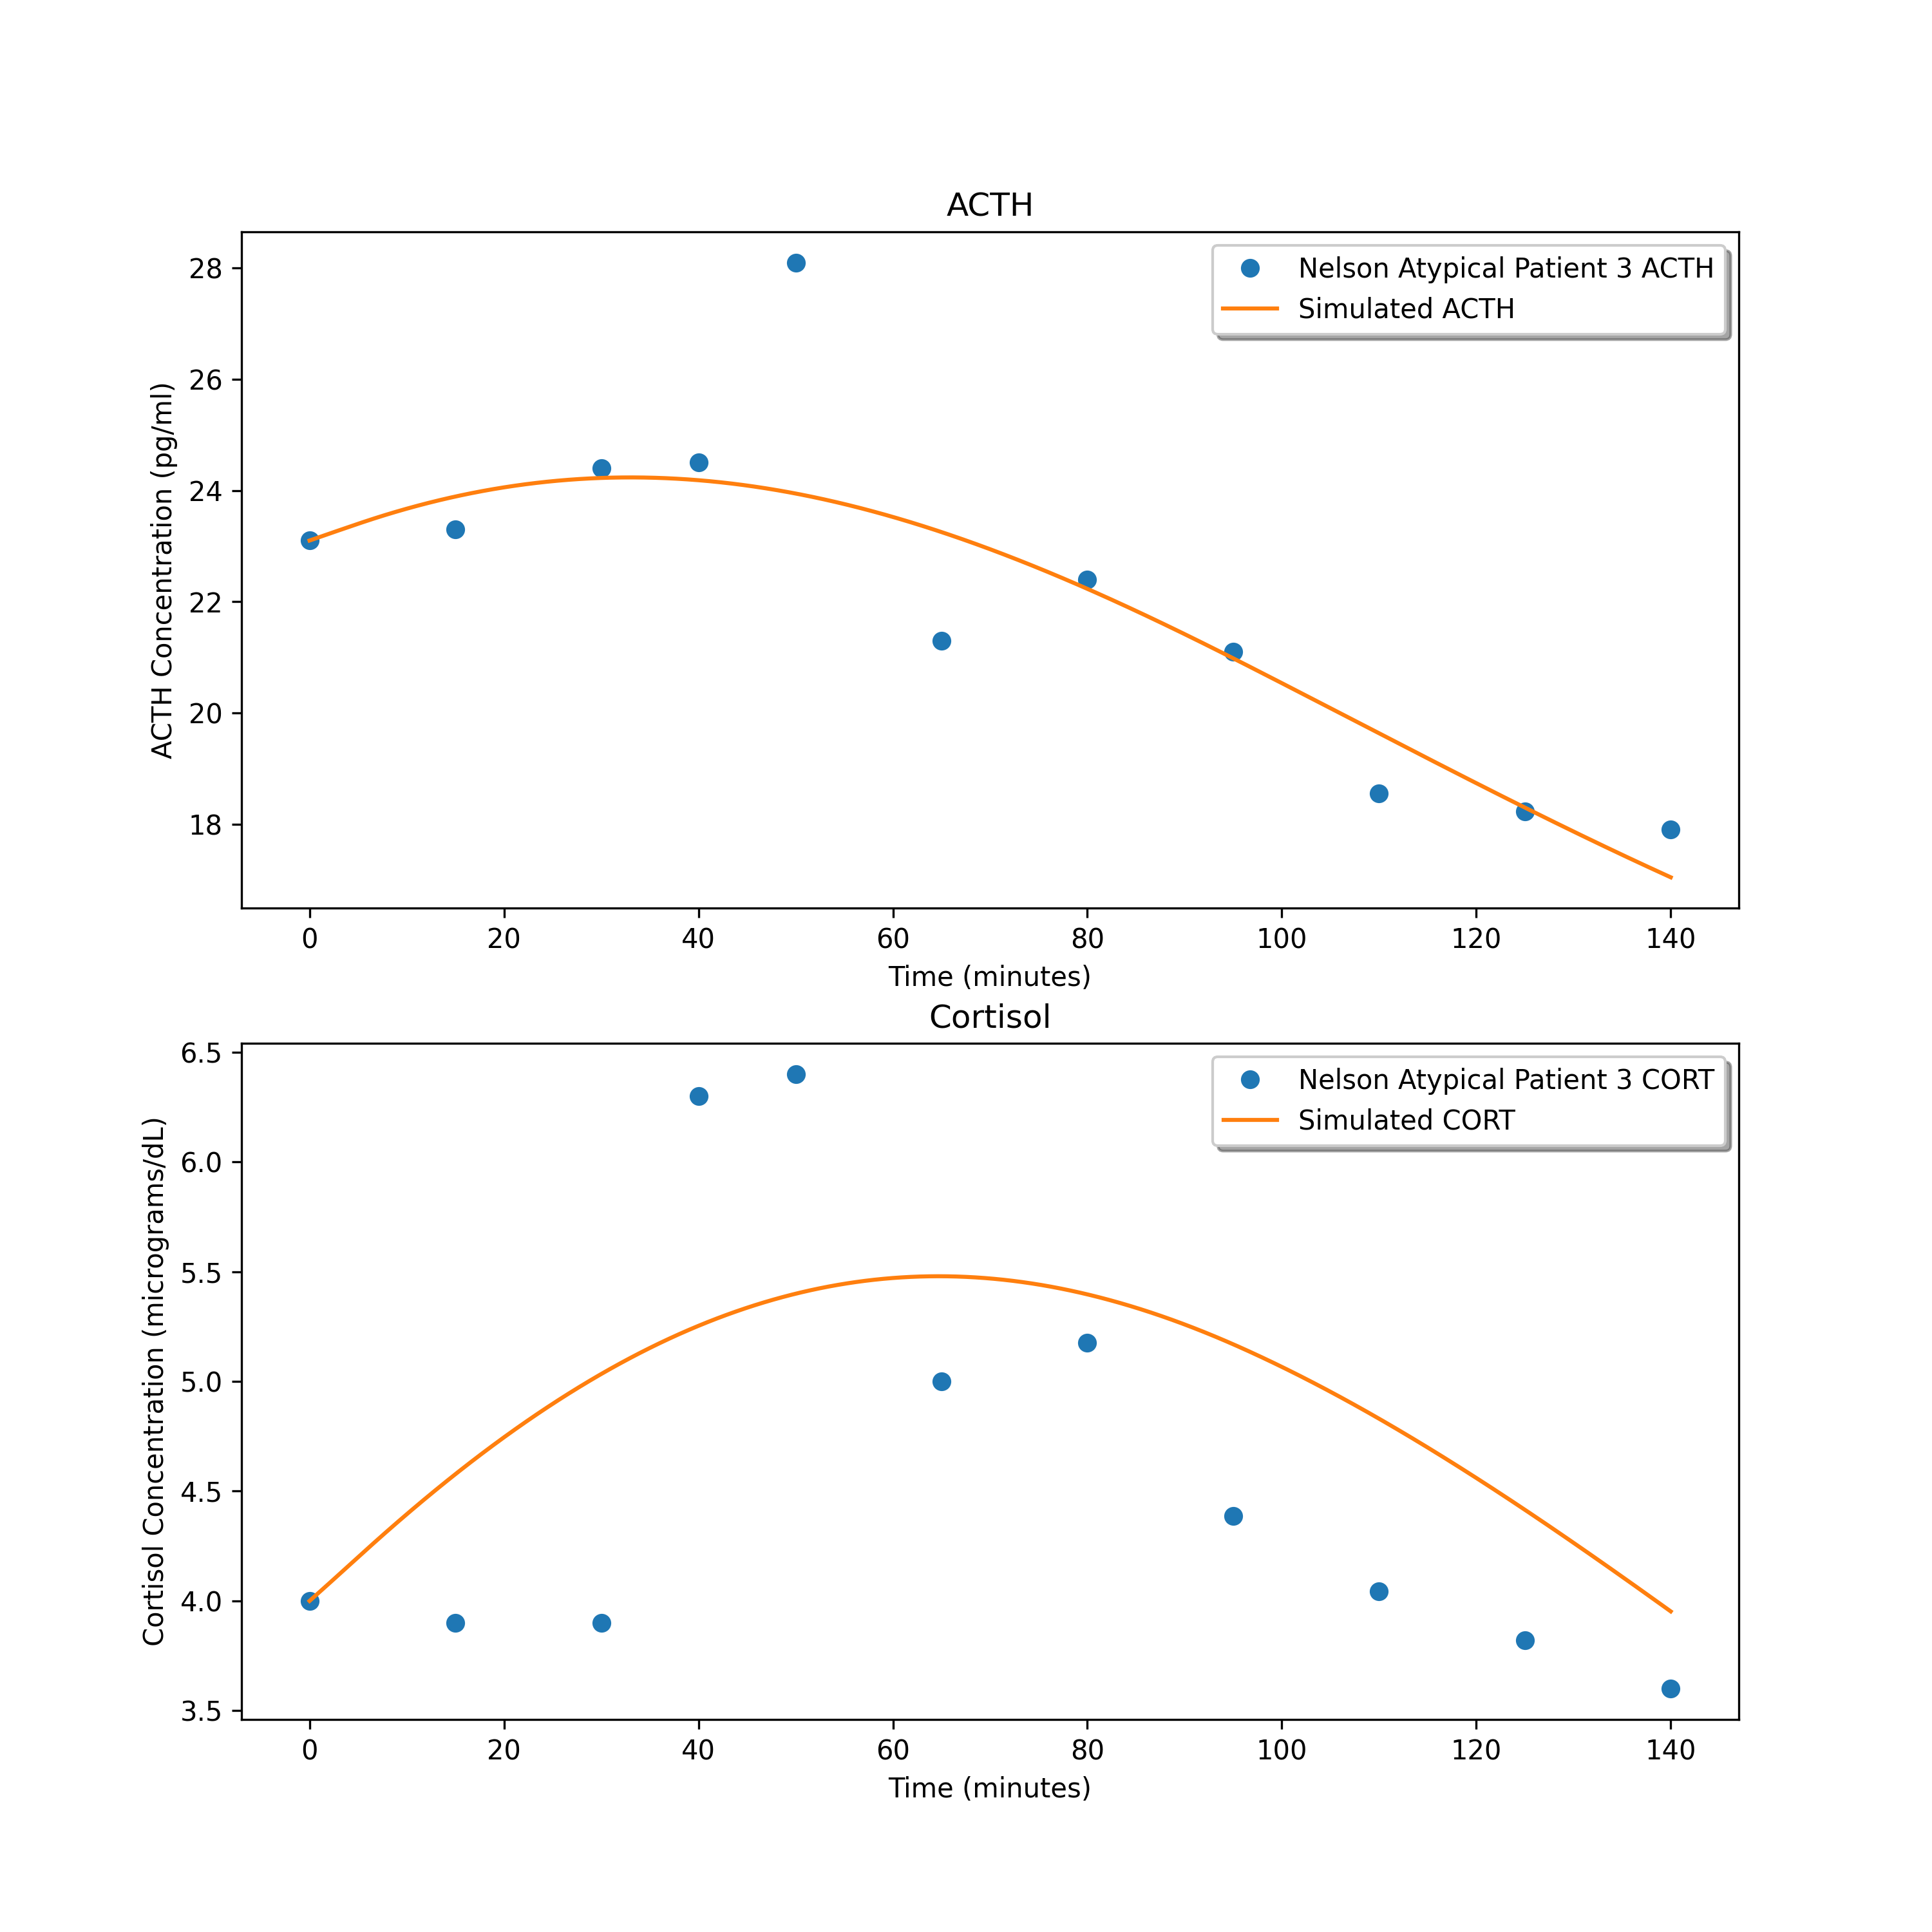 ACTH
28
26
24
22
20
18
ACTH Concentration (pg/ml)
Nelson Atypical Patient 3 ACTH
Simulated ACTH
0 20 40 60 80 100 120 140
Time (minutes)
Cortisol
6.5
6.0
5.5
5.0
4.5
4.0
3.5
Cortisol Concentration (micrograms/dL)
Nelson Atypical Patient 3 CORT
Simulated CORT
0 20 40 60 80 100 120 140
Time (minutes)